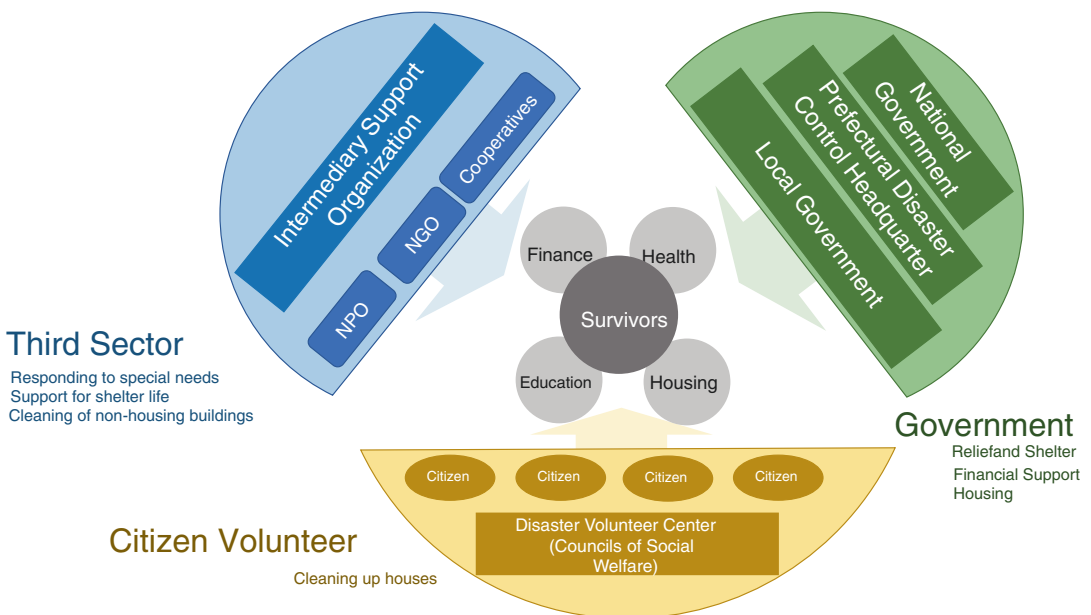 Intermediary Support
Organization
Cooperatives
NGO
NPO
Third Sector
Responding to special needs
Support for shelter life
Cleaning of non-housing buildings
National
Government
Prefectural Disaster
Control Headquarter
Local Government
Government
Reliefand Shelter
Financial Support
Housing
Finance
Health
Survivors
Education
Housing
Citizen
Citizen
Citizen
Citizen
Disaster Volunteer Center
(Councils of Social
Welfare)
Citizen Volunteer
Cleaning up houses